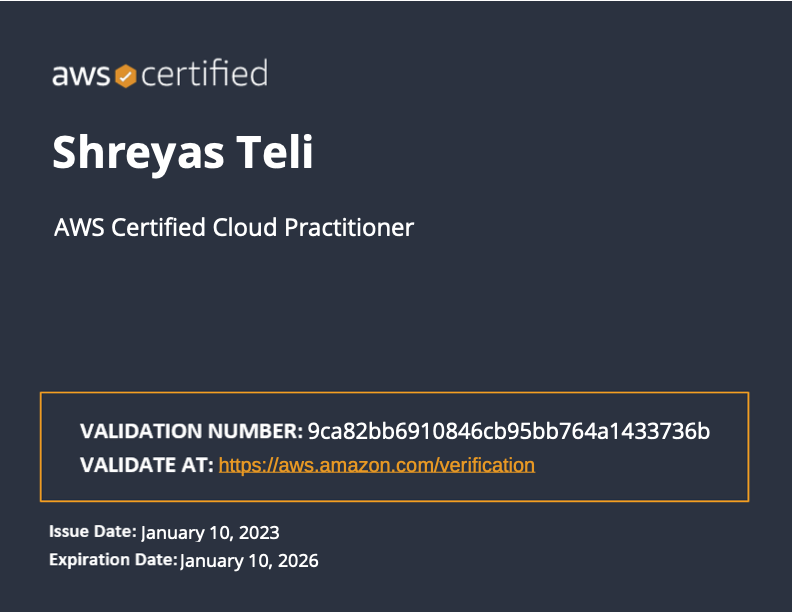 aws certified
Shreyas Teli
AWS Certified Cloud Practitioner
VALIDATION NUMBER: 9ca82bb6910846cb95bb764a1433736b
VALIDATE AT: https://aws.amazon.com/verification
Issue Date: January 10, 2023
Expiration Date: January 10, 2026